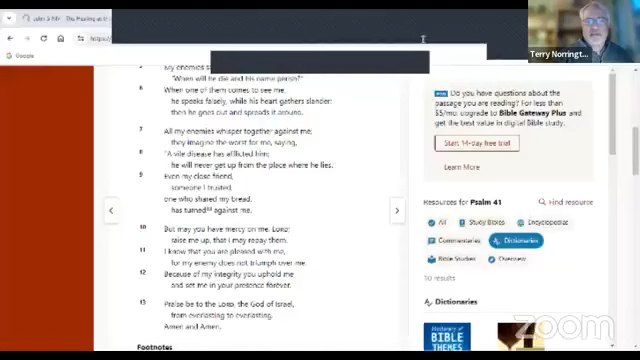 John 5 NIV - The Healing at the
https://
Terry Norringt...
Google
5 My enemies s
"When will he die and his name perish?"
6 When one of them comes to see me,
he speaks falsely, while his heart gathers slander;
then he goes out and spreads it around.
7 All my enemies whisper together against me;
they imagine the worst for me, saying,
8 "A vile disease has afflicted him;
he will never get up from the place where he lies."
9 Even my close friend,
someone I trusted,
one who shared my bread,
has turned against me.
10 But may you have mercy on me, LORD;
raise me up, that I may repay them.
11 I know that you are pleased with me,
for my enemy does not triumph over me.
12 Because of my integrity you uphold me
and set me in your presence forever.
13 Praise be to the LORD, the God of Israel,
from everlasting to everlasting.
Amen and Amen.
Footnotes
Do you have questions about the
passage you are reading? For less than
$5/mo, upgrade to Bible Gateway Plus and
get the best value in digital Bible study.
Start 14-day free trial
Learn More
Resources for Psalm 41
Find resource
All
Study Bibles
Encyclopedias
Commentaries
Dictionaries
Bible Studies
Overview
10 results
Dictionaries
Dictionary of
BIBLE
THEMES
zoom